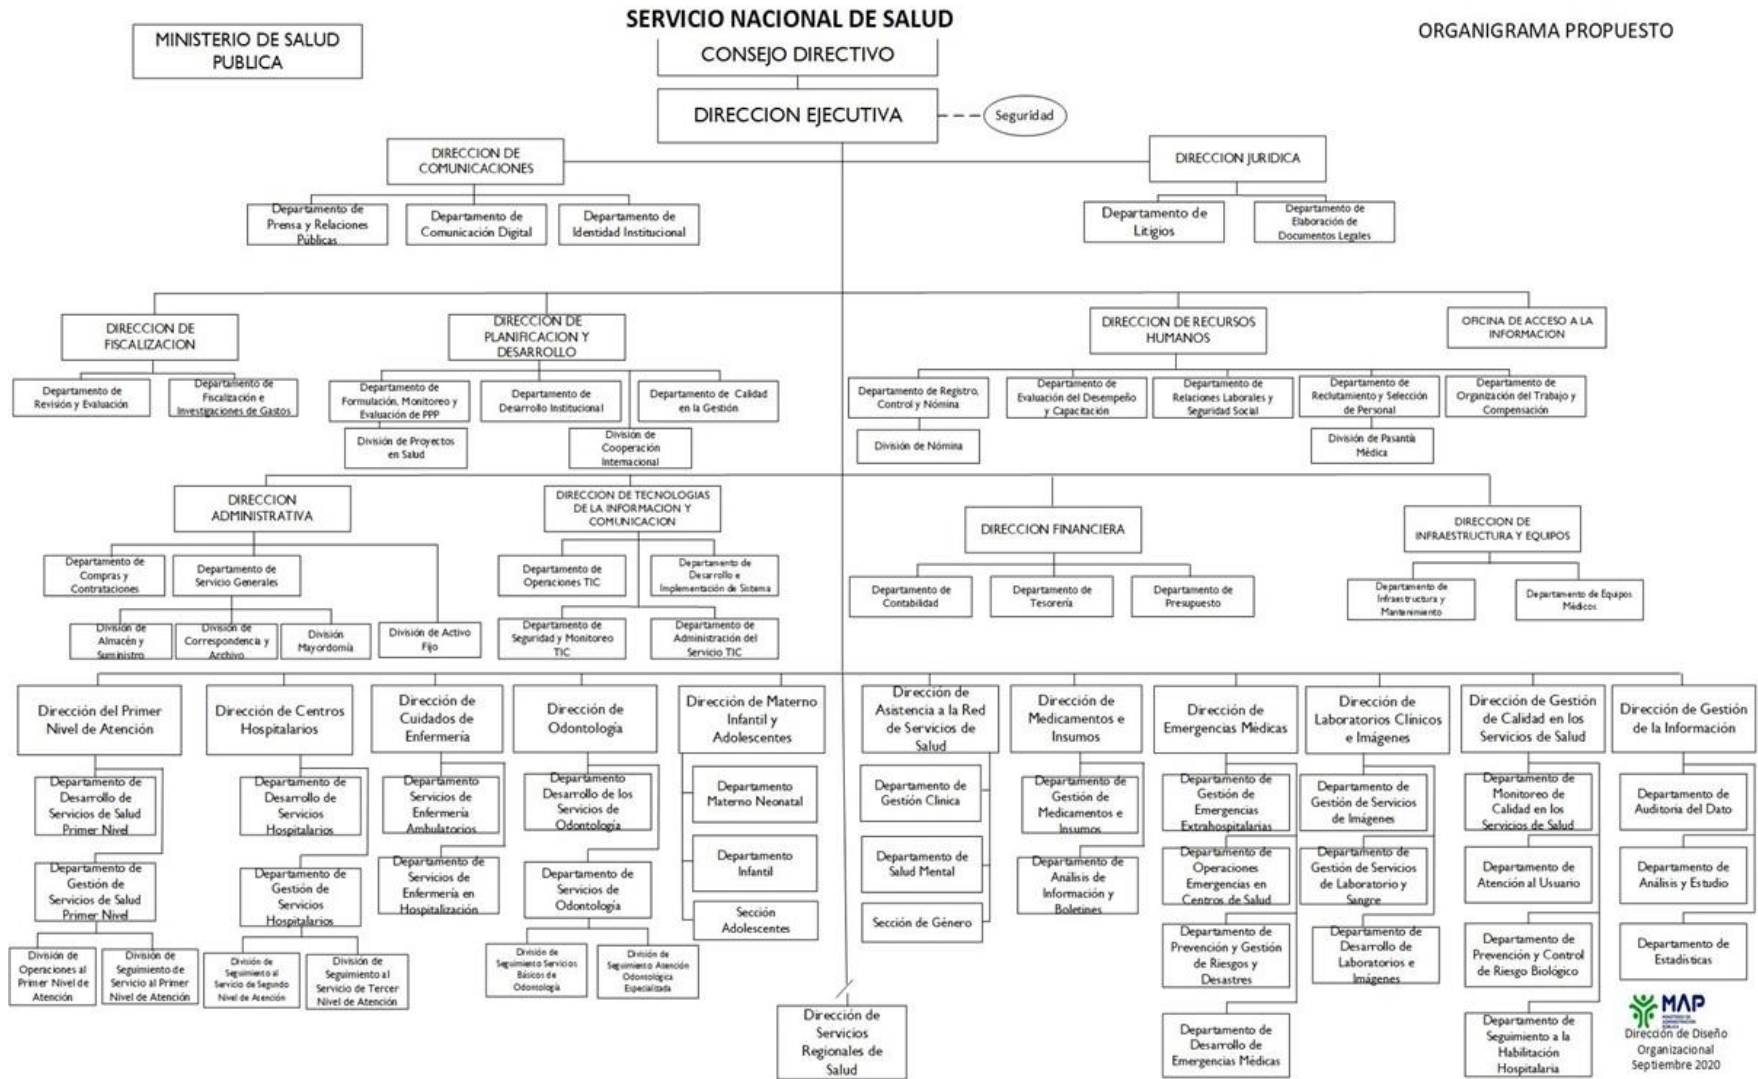 SERVICIO NACIONAL DE SALUD
ORGANIGRAMA PROPUESTO
MINISTERIO DE SALUD
PUBLICA
CONSEJO DIRECTIVO
DIRECCION EJECUTIVA
Seguridad
DIRECCION DE
COMUNICACIONES
DIRECCION JURIDICA
Departamento de
Prensa y Relaciones
Públicas
Departamento de
Comunicación Digital
Departamento de
Identidad Institucional
Departamento de
Litigios
Departamento de
Elaboración de
Documentos Legales
DIRECCION DE
FISCALIZACION
DIRECCION DE
PLANIFICACION Y
DESARROLLO
DIRECCION DE RECURSOS
HUMANOS
OFICINA DE ACCESO A LA
INFORMACION
Departamento de
Revisión y Evaluación
Departamento de
Fiscalización e
Investigaciones de Gastos
Departamento de
Formulación, Monitoreo y
Evaluación de PPP
Departamento de
Desarrollo Institucional
Departamento de Calidad
en la Gestión
División de Proyectos
en Salud
División de
Cooperación
Internacional
Departamento de Registro,
Control y Nómina
Departamento de
Evaluación del Desempeño
y Capacitación
Departamento de
Relaciones Laborales y
Seguridad Social
Departamento de
Reclutamiento y Selección
de Personal
Departamento de
Organización del Trabajo y
Compensación
División de Nómina
División de Pasantía
Médica
DIRECCION
ADMINISTRATIVA
DIRECCION DE TECNOLOGIAS
DE LA INFORMACION Y
COMUNICACION
DIRECCION FINANCIERA
DIRECCION DE
INFRAESTRUCTURA Y EQUIPOS
Departamento de
Compras y
Contrataciones
Departamento de
Servicio Generales
División de
Almacén y
Suministro
División de
Correspondencia y
Archivo
División
Mayordomía
División de Activo
Fijo
Departamento de
Operaciones TIC
Departamento de
Desarrollo e
Implementación de Sistema
Departamento de
Seguridad y Monitoreo
TIC
Departamento de
Administración del
Servicio TIC
Departamento de
Contabilidad
Departamento de
Tesorería
Departamento de
Presupuesto
Departamento de
Infraestructura y
Mantenimiento
Departamento de Equipos
Médicos
Dirección del Primer
Nivel de Atención
Departamento de
Desarrollo de
Servicios de Salud
Primer Nivel
Departamento de
Gestión de
Servicios de Salud
Primer Nivel
División de
Operaciones al
Primer Nivel de
Atención
División de
Seguimiento de
Servicio al Primer
Nivel de Atención
Dirección de Centros
Hospitalarios
Departamento de
Desarrollo de
Servicios
Hospitalarios
Departamento de
Gestión de
Servicios
Hospitalarios
División de
Seguimiento al
Servicio de Segundo
Nivel de Atención
División de
Seguimiento al
Servicio de Tercer
Nivel de Atención
Dirección de
Cuidados de
Enfermería
Departamento
Servicios de
Enfermería
Ambulatorios
Departamento de
Servicios de
Enfermería en
Hospitalización
Dirección de
Odontología
Departamento
Desarrollo de los
Servicios de
Odontología
Departamento de
Servicios de
Odontología
División de
Seguimiento Servicios
Básicos de
Odontología
División de
Seguimiento Atención
Odontológica
Especializada
Dirección de Materno
Infantil y
Adolescentes
Departamento
Materno Neonatal
Departamento
Infantil
Sección
Adolescentes
Dirección de
Asistencia a la Red
de Servicios de
Salud
Departamento de
Gestión Clinica
Departamento de
Salud Mental
Sección de Género
Dirección de
Medicamentos e
Insumos
Departamento de
Gestión de
Medicamentos e
Insumos
Departamento de
Análisis de
Información y
Boletines
Dirección de
Emergencias Médicas
Departamento de
Gestión de
Emergencias
Extrahospitalarias
Departamento de
Operaciones
Emergencias en
Centros de Salud
Departamento de
Prevención y Gestión
de Riesgos y
Desastres
Departamento de
Desarrollo de
Emergencias Médicas
Dirección de
Laboratorios Clínicos
e Imágenes
Departamento de
Gestión de Servicios
de Imágenes
Departamento de
Gestión de Servicios
de Laboratorio y
Sangre
Departamento de
Desarrollo de
Laboratorios e
Imágenes
Dirección de Gestión
de Calidad en los
Servicios de Salud
Departamento de
Monitoreo de
Calidad en los
Servicios de Salud
Departamento de
Atención al Usuario
Departamento de
Prevención y Control
de Riesgo Biológico
Departamento de
Seguimiento a la
Habilitación
Hospitalaria
Dirección de Gestión
de la Información
Departamento de
Auditoria del Dato
Departamento de
Análisis y Estudio
Departamento de
Estadísticas
Dirección de
Servicios
Regionales de
Salud
MAP
MINISTERIO DE
ADMINISTRACIÓN
PÚBLICA
Dirección de Diseño
Organizacional
Septiembre 2020